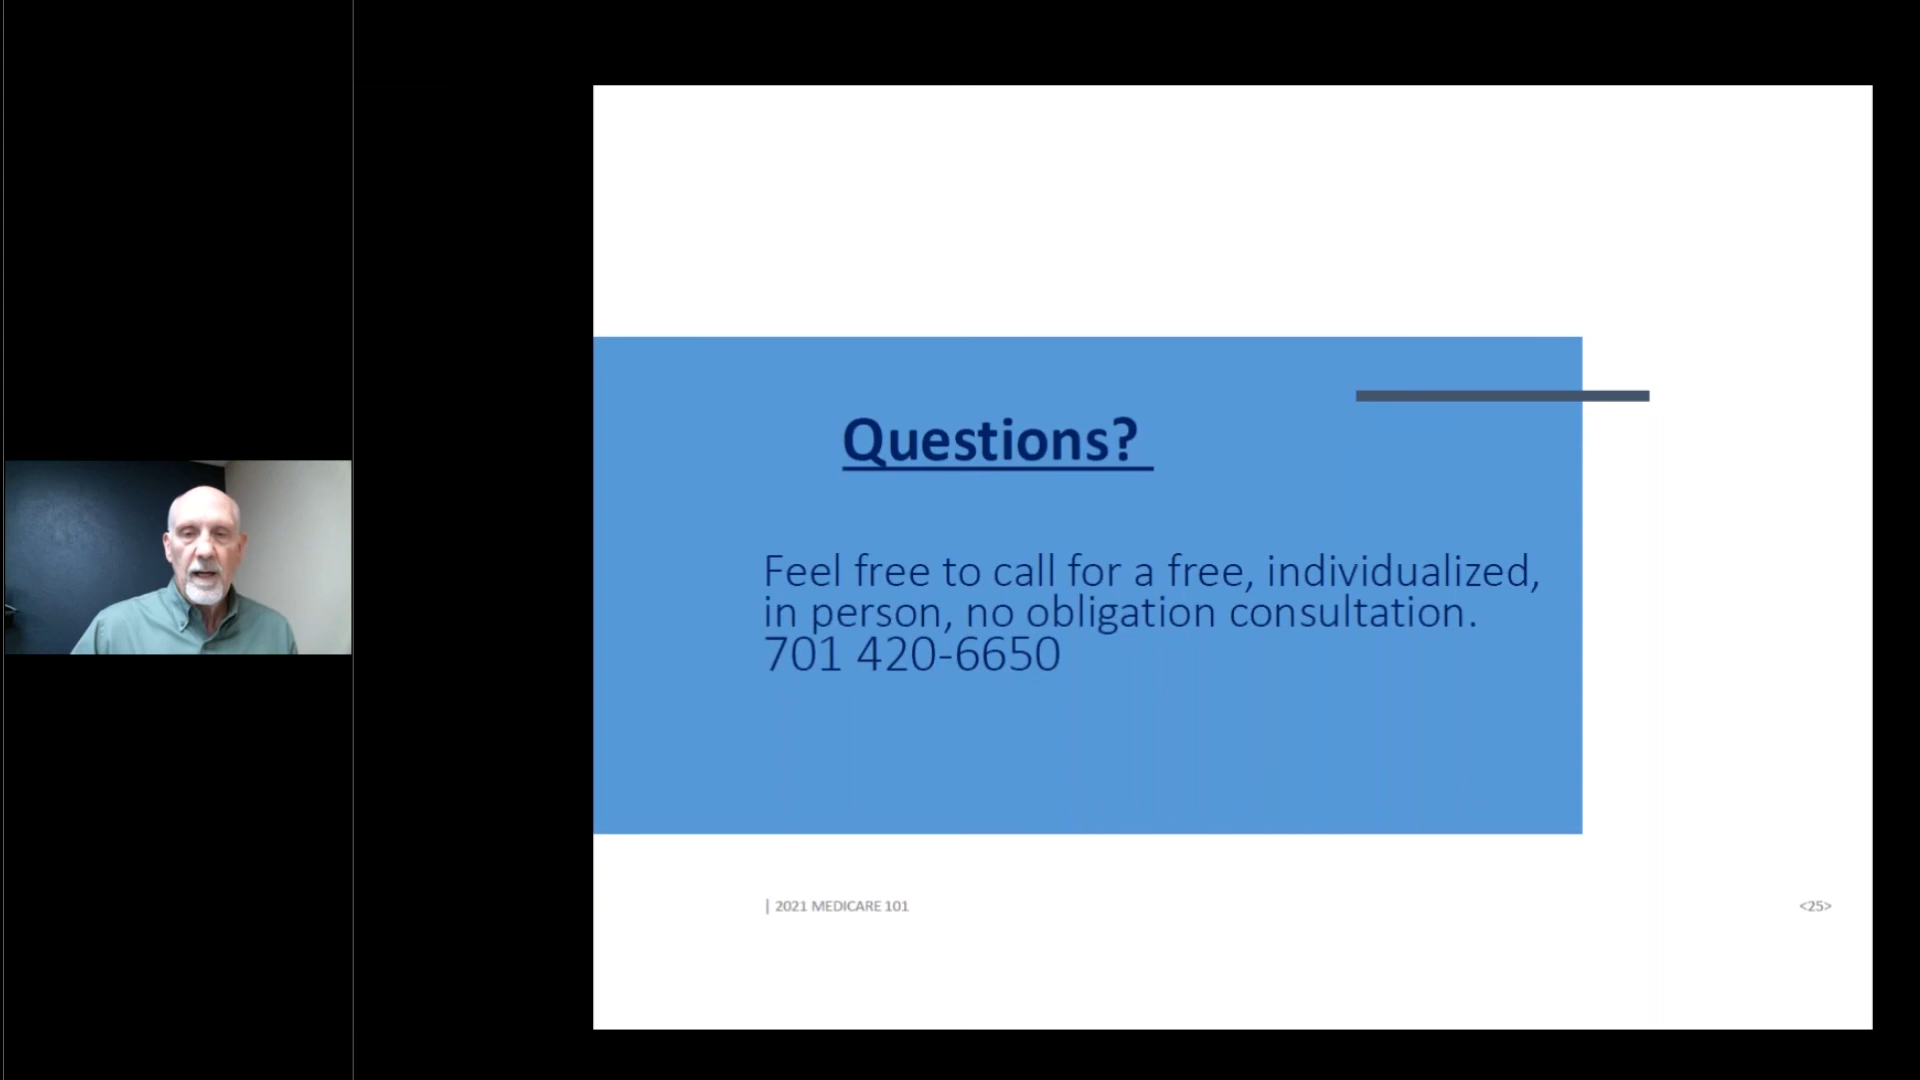 Questions?
Feel free to call for a free, individualized,
in person, no obligation consultation.
701 420-6650
| 2021 MEDICARE 101
<25>